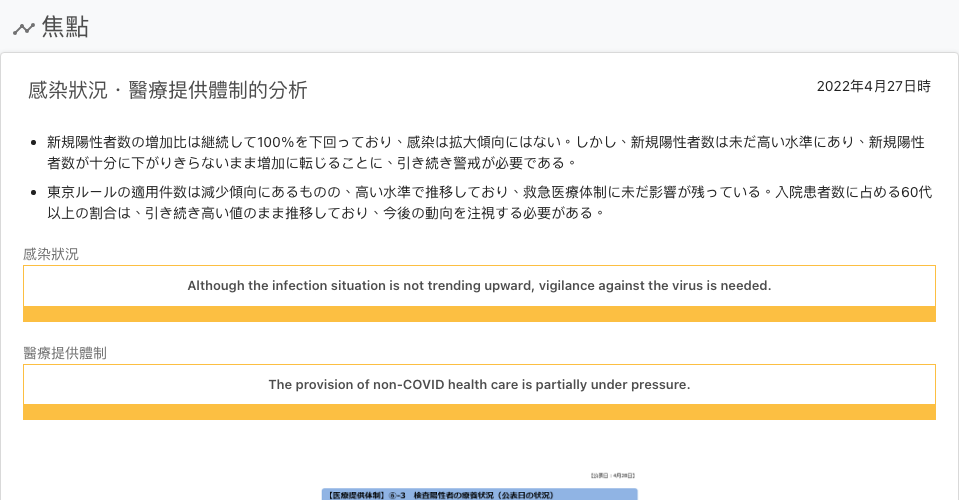 焦點
感染狀況・醫療提供體制的分析
2022年4月27日時
新規陽性者数の増加比は継続して100%を下回っており、感染は拡大傾向にはない。しかし、新規陽性者数は未だ高い水準にあり、新規陽性
者数が十分に下がりきらないまま増加に転じることに、引き続き警戒が必要である。
東京ルールの適用件数は減少傾向にあるものの、高い水準で推移しており、救急医療体制に未だ影響が残っている。入院患者数に占める60代
以上の割合は、引き続き高い値のまま推移しており、今後の動向を注視する必要がある。
感染狀況
Although the infection situation is not trending upward, vigilance against the virus is needed.
醫療提供體制
The provision of non-COVID health care is partially under pressure.
【公表日：4月28日】
【医療提供体制】⑥-3 検査陽性者の療養状況（公表日の状況）